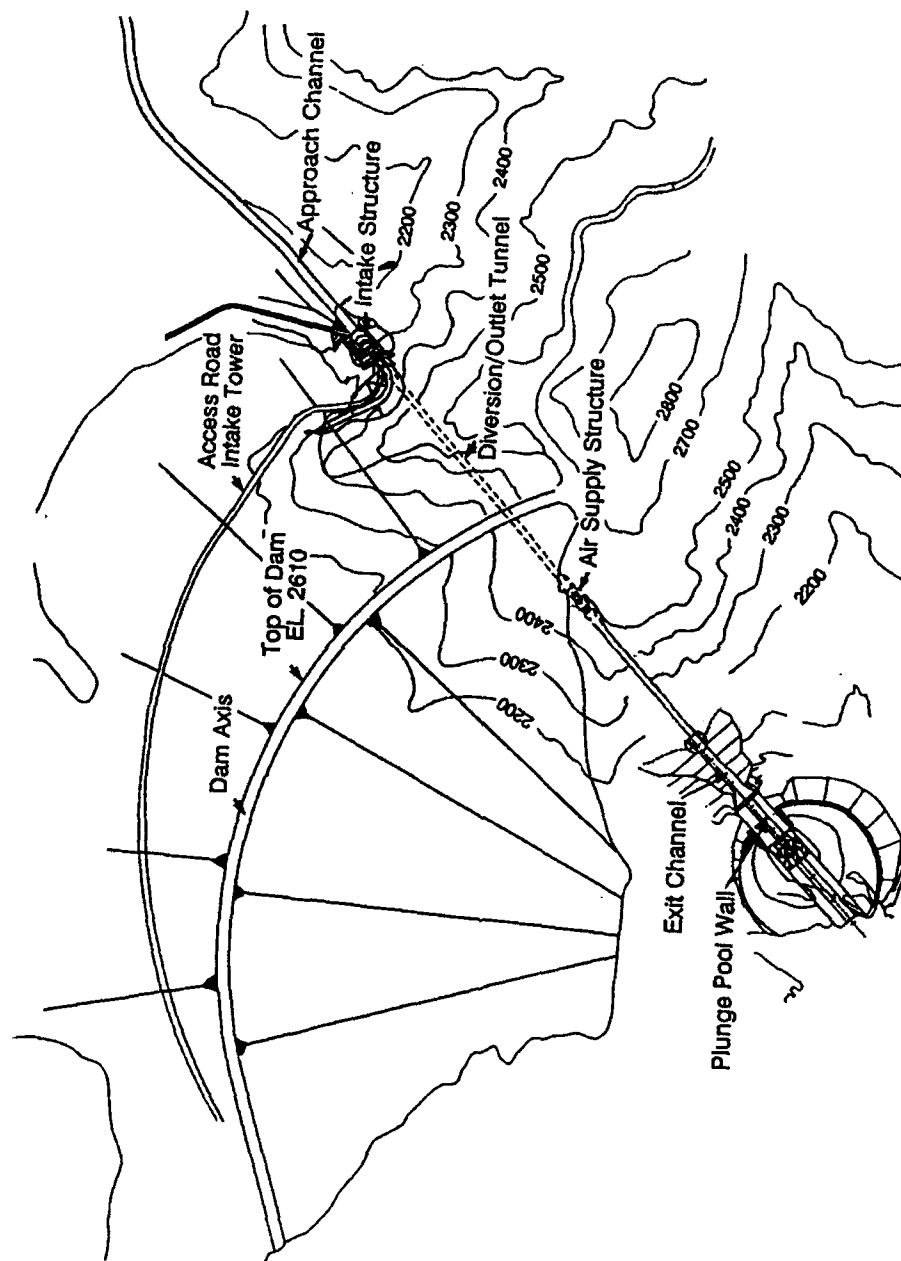 Approach Channel
Intake Structure
2200
2300
2400
Access Road
Intake Tower
Diversion/Outlet Tunnel
2500
Top of Dam
EL. 2610
2800
2700
Air Supply Structure
Dam Axis
2400
2300
2200
2500
2400
2300
2200
Exit Channel
Plunge Pool Wall